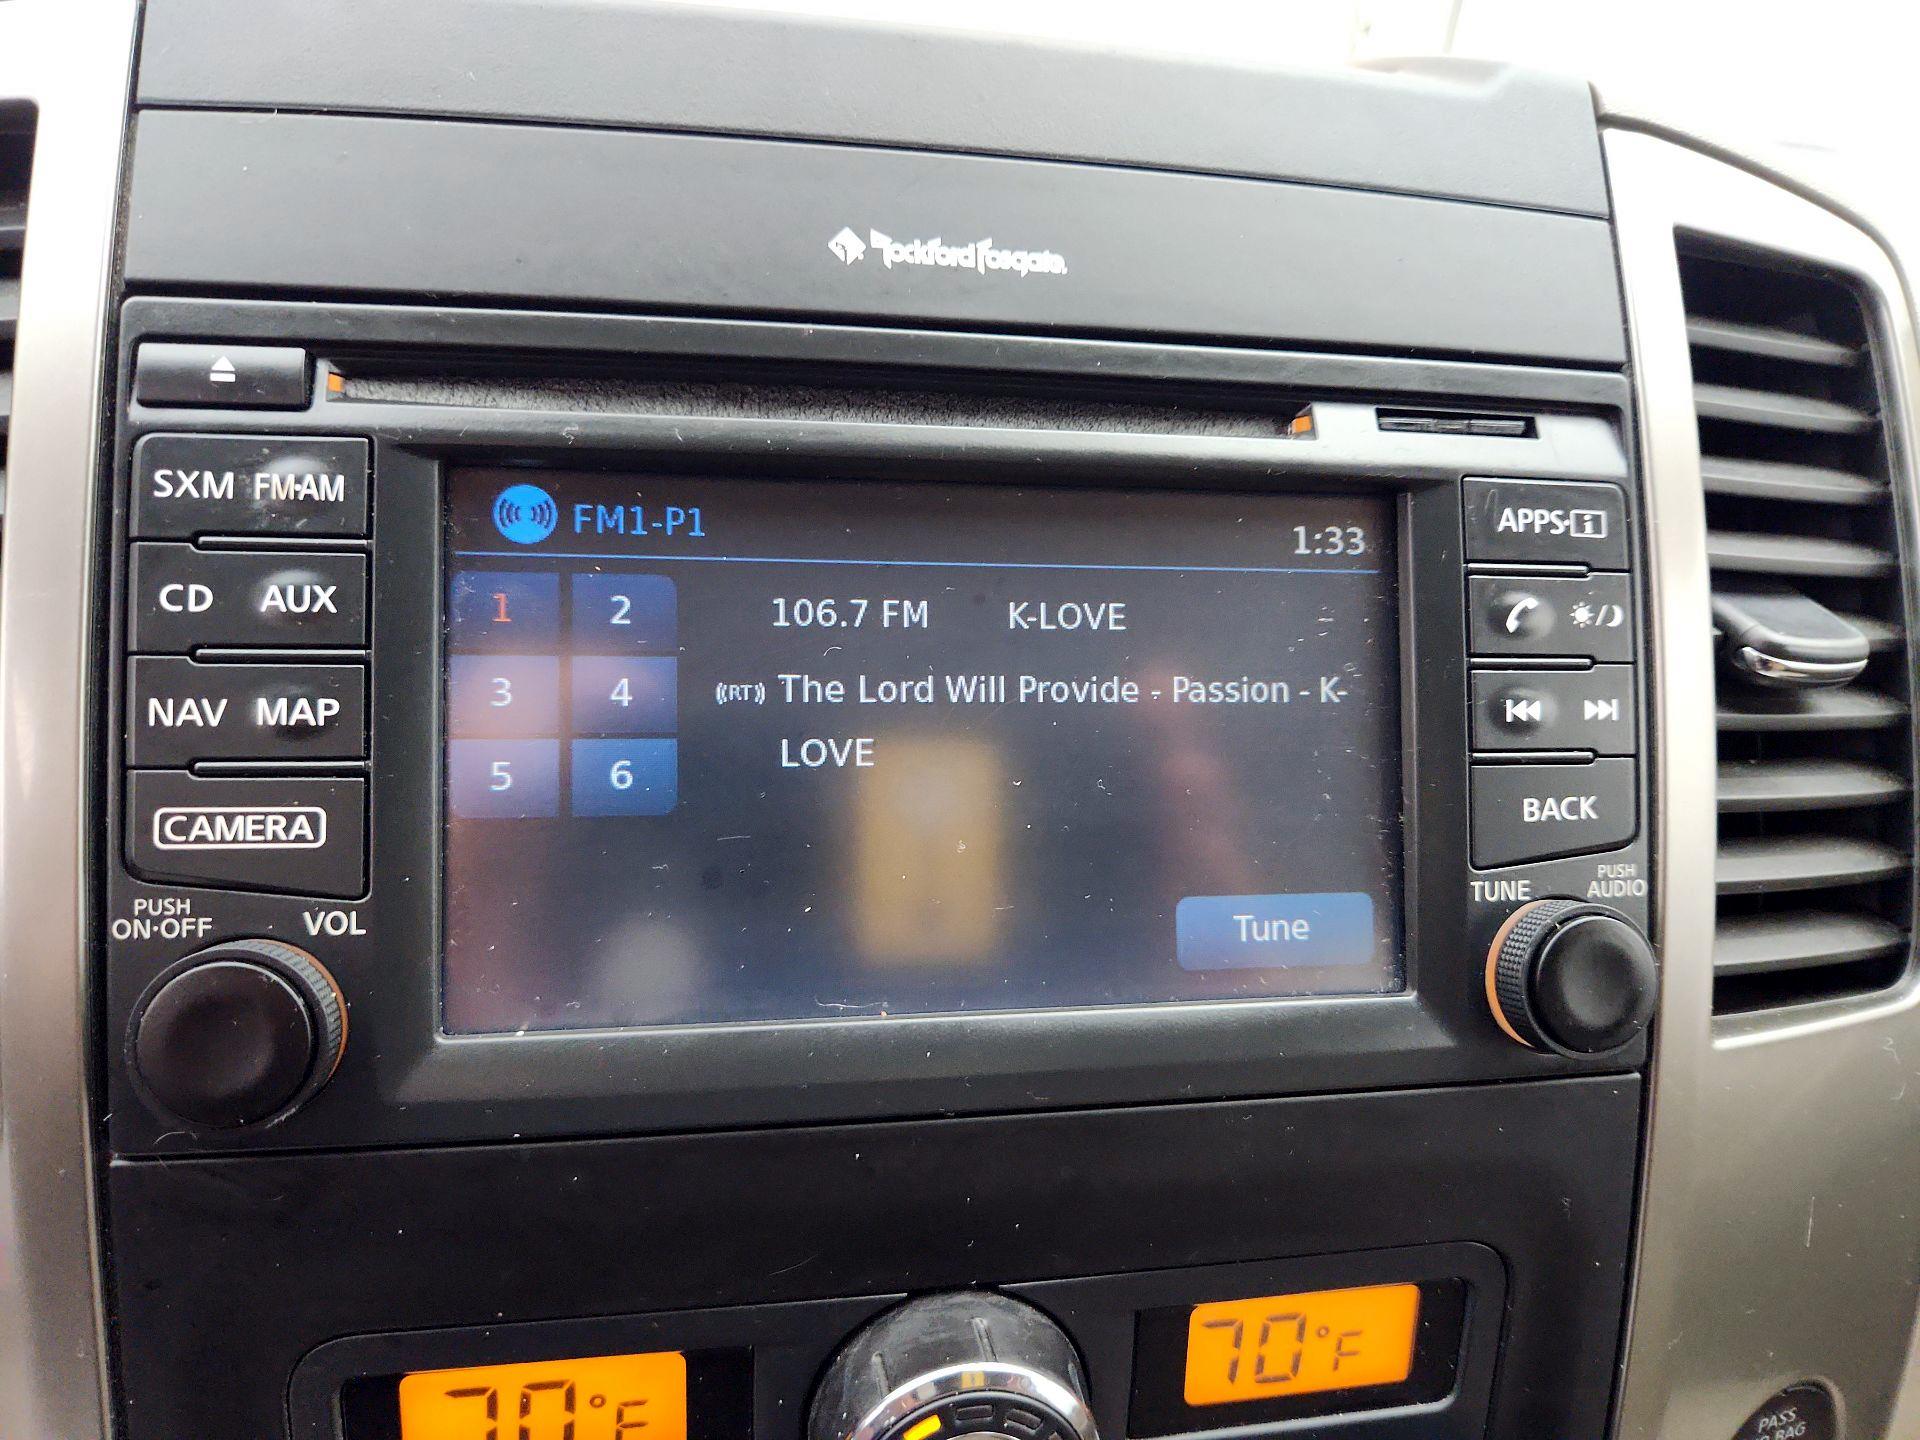 Rockford Fosgate
SXM FM·AM
CD AUX
NAV MAP
CAMERA
PUSH
ON·OFF
VOL
FM1-P1
1:33
1 2
3 4
5 6
106.7 FM K-LOVE
((RT)) The Lord Will Provide - Passion - K-
LOVE
Tune
APPS·i
BACK
TUNE
PUSH
AUDIO
70°F
70°F
PASS
BAG